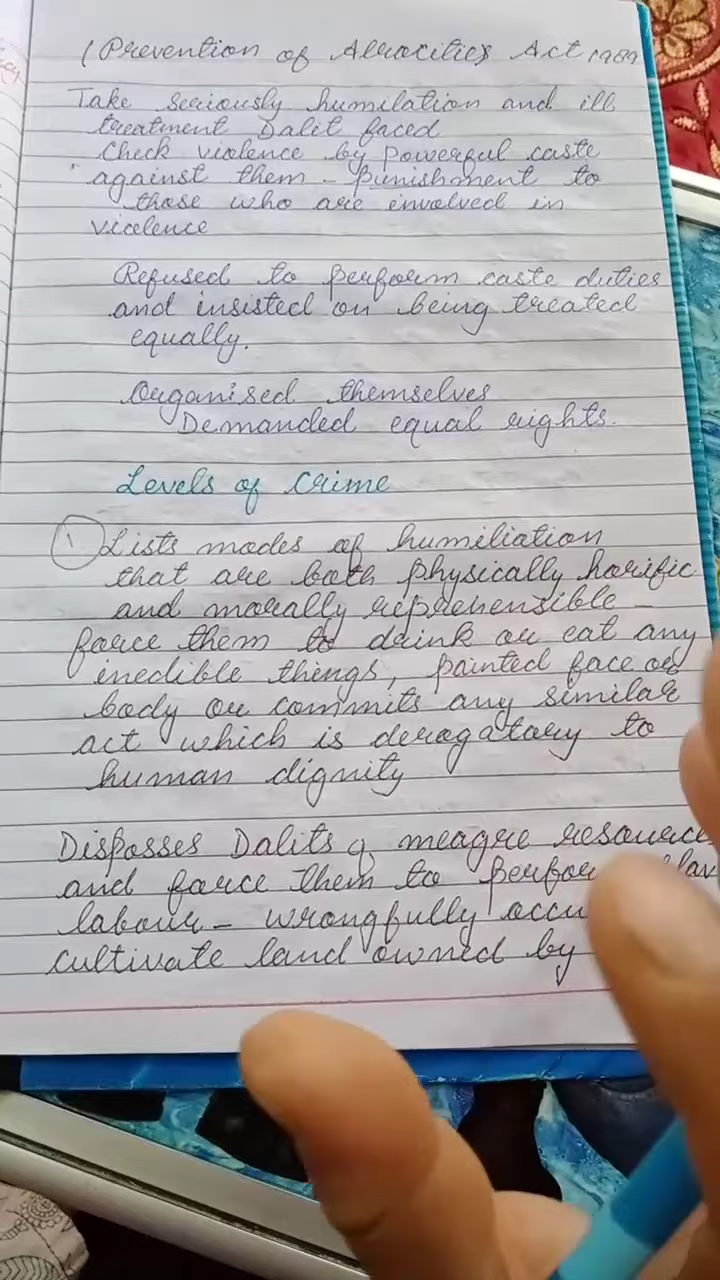 (Prevention of Atrocities Act 1989
Take seriously humilation and ill
treatment Dalit faced
Check violence by powerful caste
against them - punishment to
those who are involved in
violence
Refused to perform caste duties
and insisted on being treated
equally.
Organised themselves
Demanded equal rights.
Levels of Crime
1 Lists modes of humiliation
that are both physically horific
and morally reprehensible -
force them to drink or eat any
inedible things, painted face or
body or commits any similar
act which is derogatory to
human dignity
Disposses Dalits of meagre resource
and force them to
labour - wrongfully
cultivate land owned by